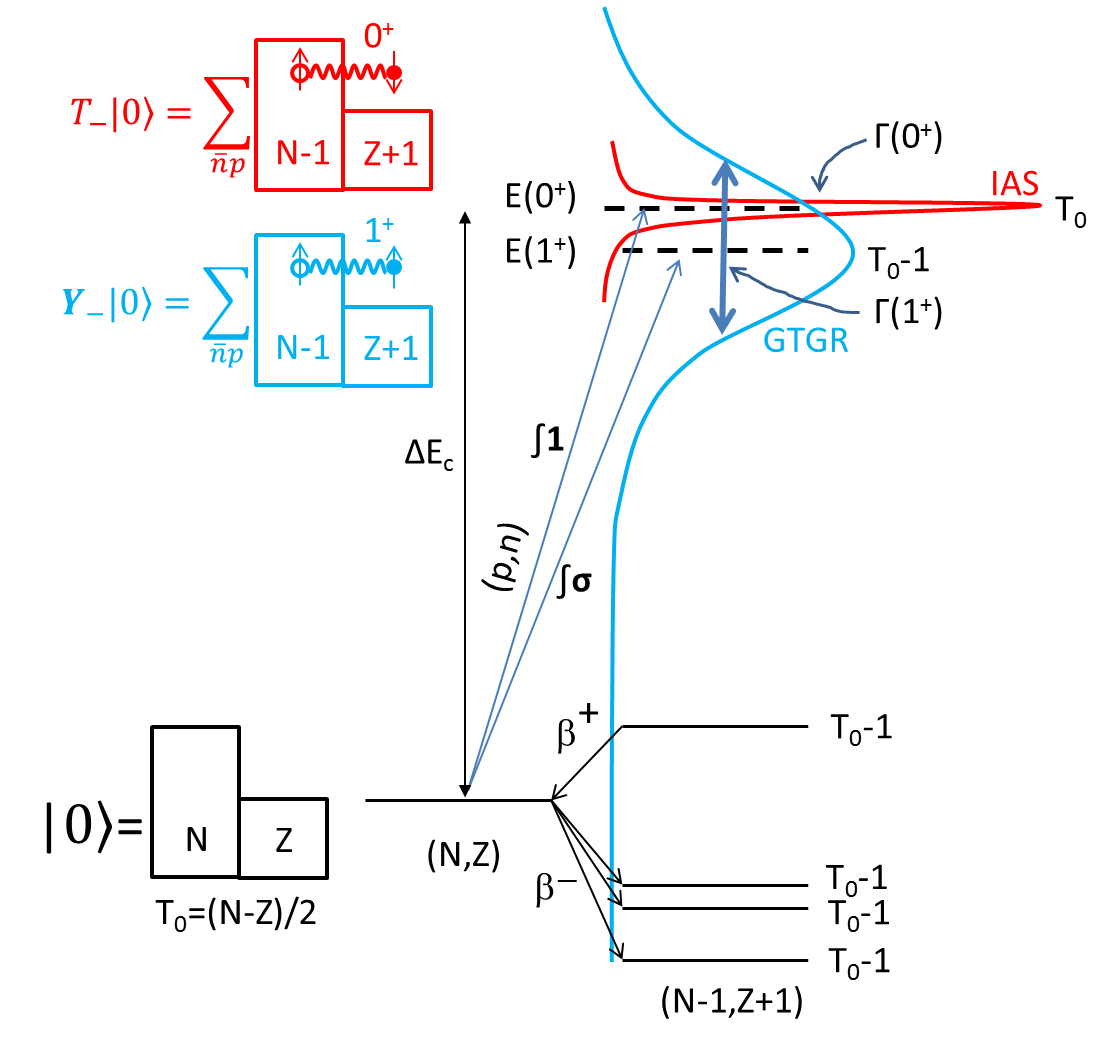 0⁺
T₋|0⟩ = ∑ n̄p
N-1
Z+1
1⁺
Y₋|0⟩ = ∑ n̄p
N-1
Z+1
Γ(0⁺)
E(0⁺)
IAS
T₀
E(1⁺)
T₀-1
Γ(1⁺)
GTGR
∫1
ΔE_c
(p,n)
∫σ
β⁺
T₀-1
|0⟩=
N
Z
(N,Z)
T₀=(N-Z)/2
β⁻
T₀-1
T₀-1
T₀-1
(N-1,Z+1)